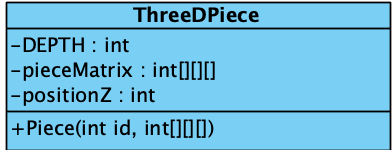 ThreeDPiece
-DEPTH : int
-pieceMatrix : int[][][]
-positionZ : int
+Piece(int id, int[][][])